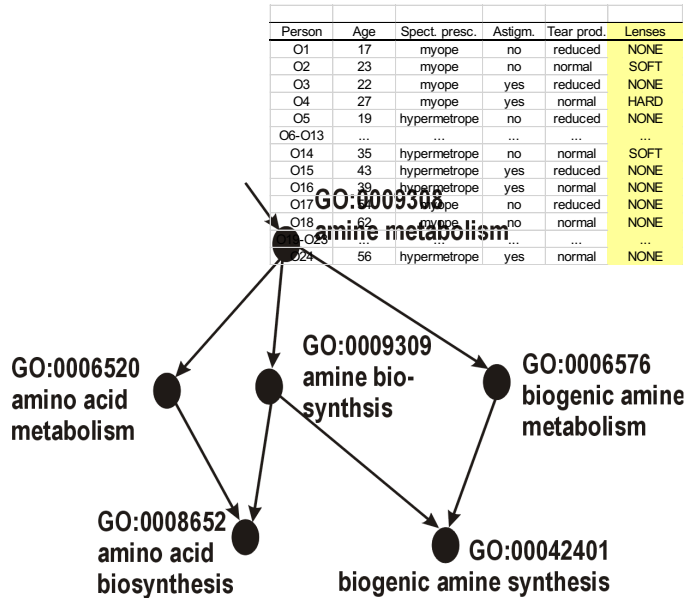 Person Age Spect. presc. Astigm. Tear prod. Lenses
O1 17 myope no reduced NONE
O2 23 myope no normal SOFT
O3 22 myope yes reduced NONE
O4 27 myope yes normal HARD
O5 19 hypermetrope no reduced NONE
O6-O13 ... ... ... ... ...
O14 35 hypermetrope no normal SOFT
O15 43 hypermetrope yes reduced NONE
O16 39 hypermetrope yes normal NONE
O17 myope no reduced NONE
O18 62 myope no normal NONE
O19-O23 ... ... ... ... ...
O24 56 hypermetrope yes normal NONE
GO:0009308
amine metabolism
GO:0006520
amino acid
metabolism
GO:0009309
amine bio-
synthsis
GO:0006576
biogenic amine
metabolism
GO:0008652
amino acid
biosynthesis
GO:00042401
biogenic amine synthesis